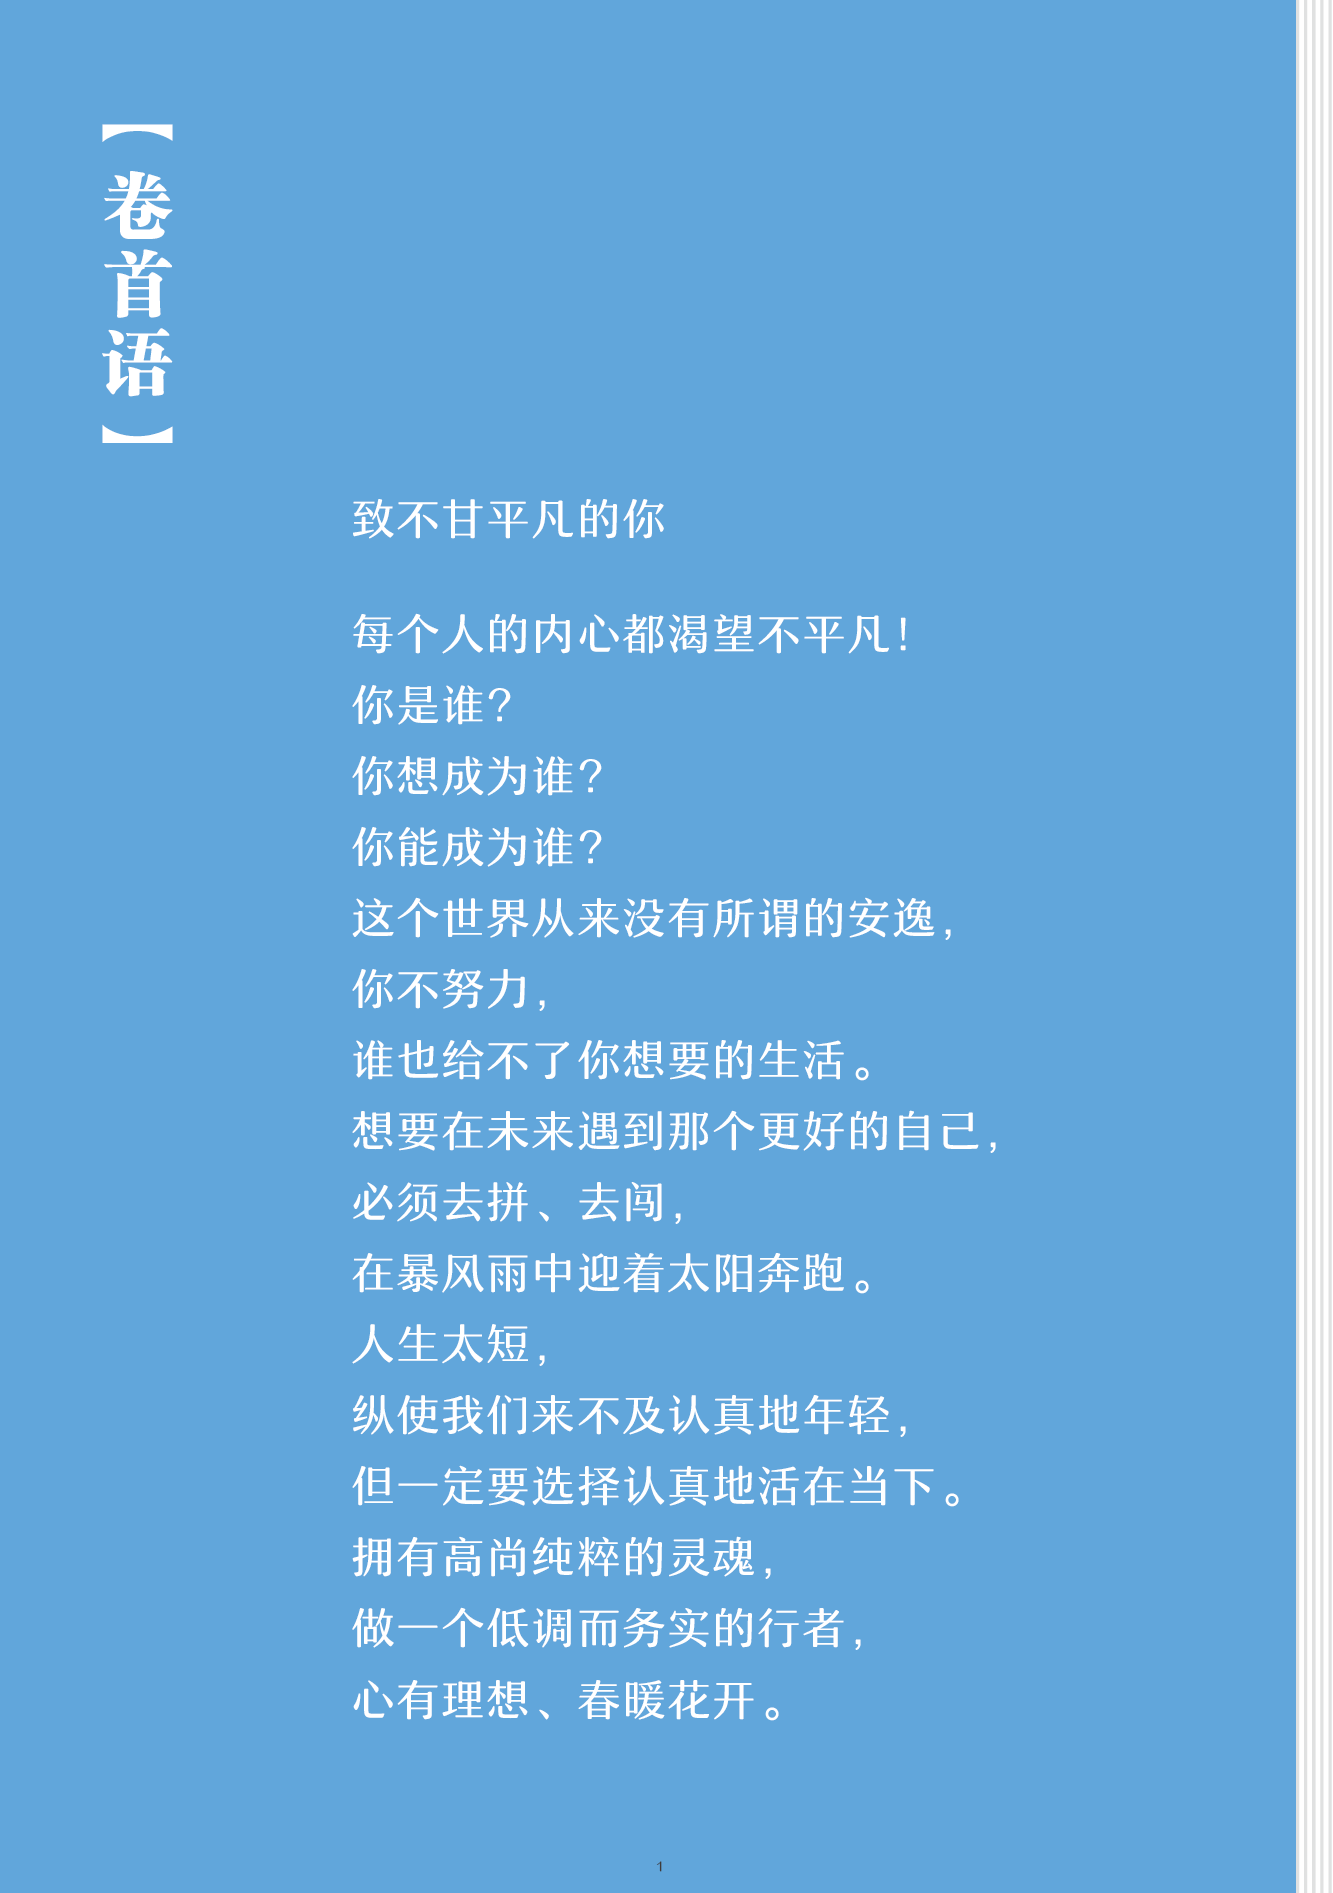 【卷首语】
致不甘平凡的你
每个人的内心都渴望不平凡！
你是谁？
你想成为谁？
你能成为谁？
这个世界从来没有所谓的安逸，
你不努力，
谁也给不了你想要的生活。
想要在未来遇到那个更好的自己，
必须去拼、去闯，
在暴风雨中迎着太阳奔跑。
人生太短，
纵使我们来不及认真地年轻，
但一定要选择认真地活在当下。
拥有高尚纯粹的灵魂，
做一个低调而务实的行者，
心有理想、春暖花开。
1